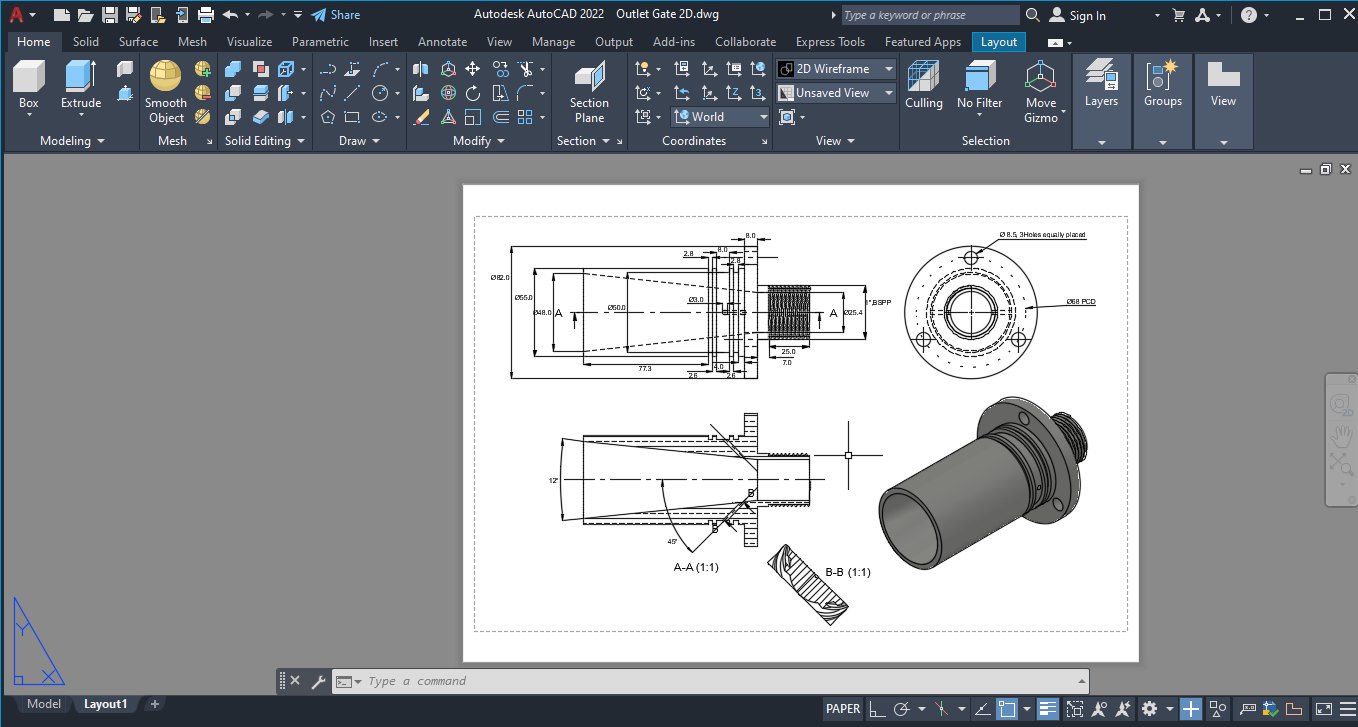 Share
Autodesk AutoCAD 2022 Outlet Gate 2D.dwg
Type a keyword or phrase
Sign In
Home Solid Surface Mesh Visualize Parametric Insert Annotate View Manage Output Add-ins Collaborate Express Tools Featured Apps Layout
Box
Extrude
Smooth
Object
Section
Plane
World
2D Wireframe
Unsaved View
Culling
No Filter
Move
Gizmo
Layers
Groups
View
Modeling Mesh Solid Editing Draw Modify Section Coordinates View Selection
8.0
8.0
2.8
2.8
Ø 8.5, 3Holes equally placed
Ø82.0
Ø55.0
Ø48.0
A
Ø50.0
Ø3.0
A
Ø25.4
1",BSPP
Ø68 PCD
25.0
7.0
77.3
4.0
2.6
2.6
12°
B
B
45°
A-A (1:1)
B-B (1:1)
2D
Y
X
Type a command
Model Layout1 +
PAPER